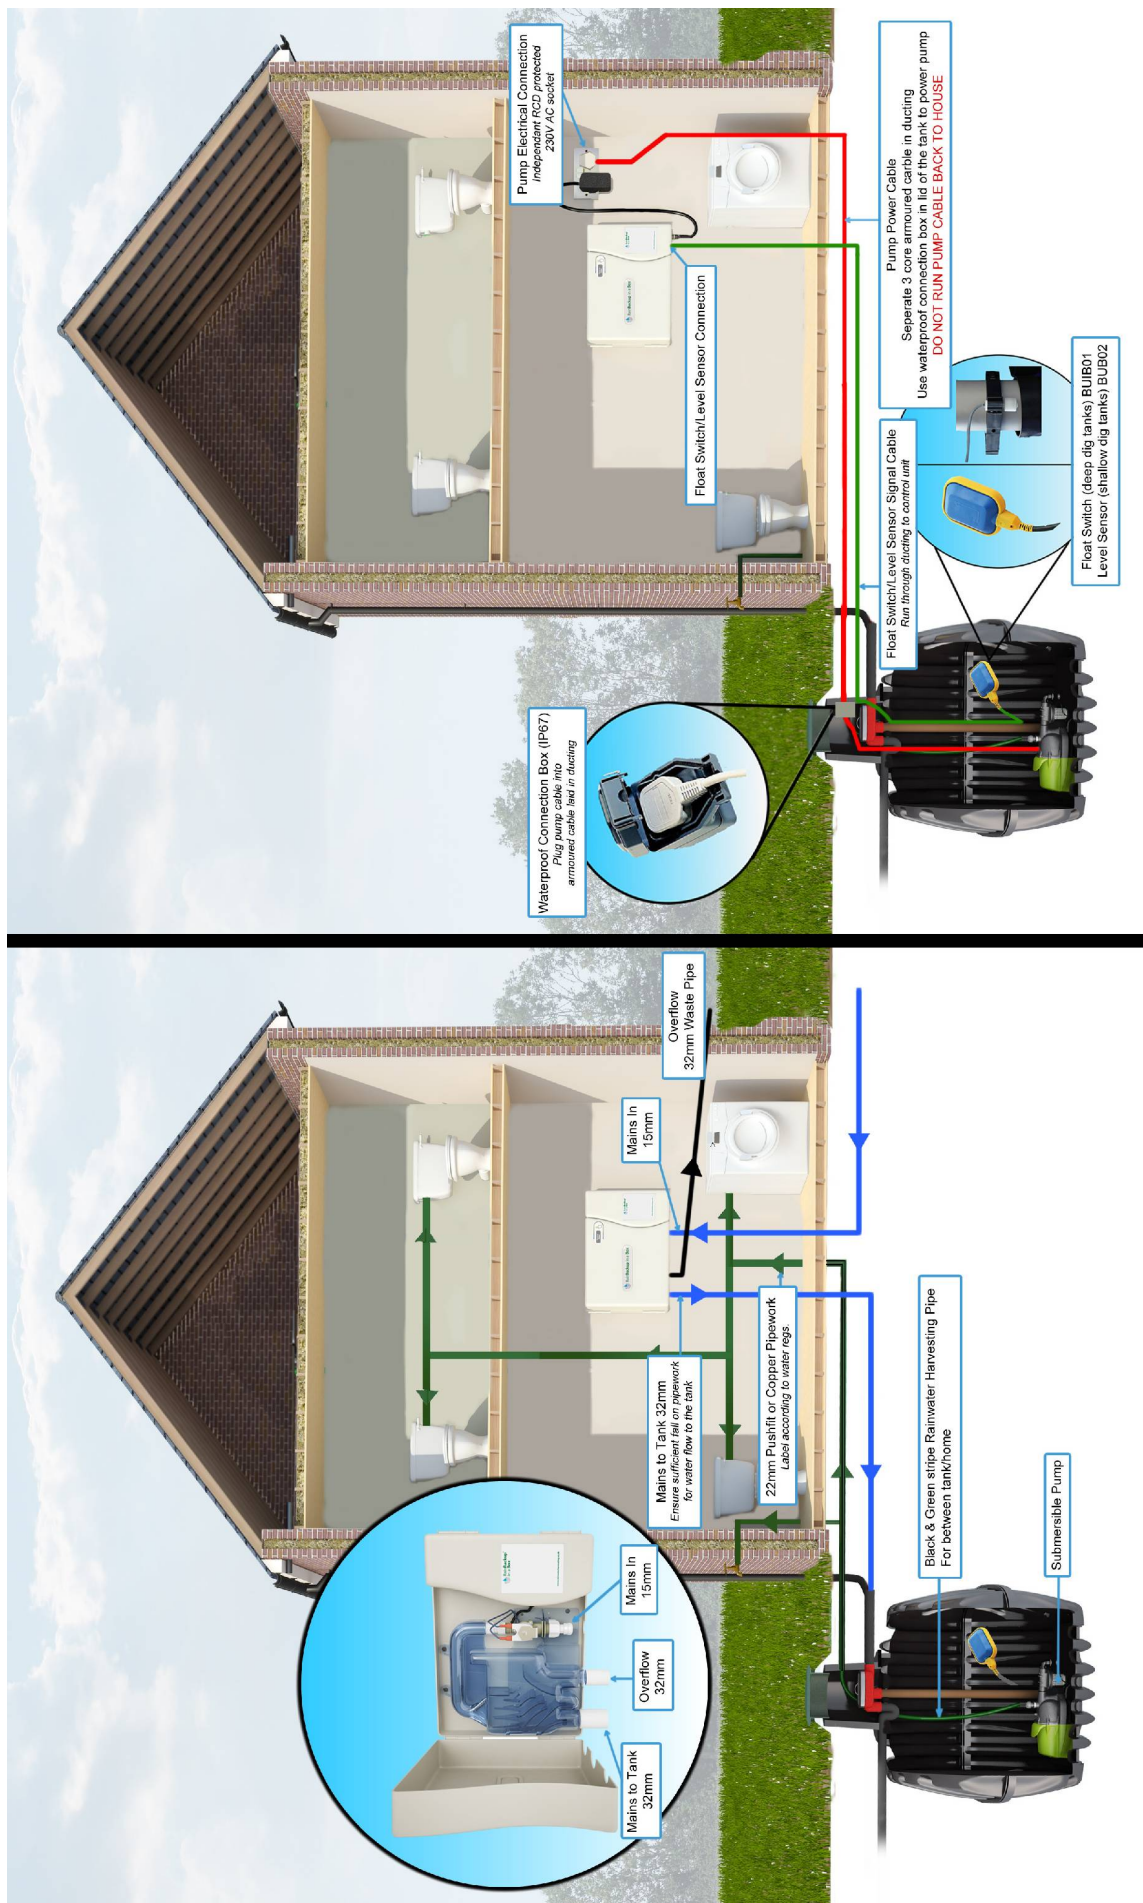 Pump Electrical Connection
Independant RCD protected
230V AC socket
Float Switch/Level Sensor Connection
Waterproof Connection Box (IP67)
Plug pump cable into
armoured cable laid in ducting
Pump Power Cable
Seperate 3 core armoured carble in ducting
Use waterproof connection box in lid of the tank to power pump
DO NOT RUN PUMP CABLE BACK TO HOUSE
Float Switch/Level Sensor Signal Cable
Run through ducting to control unit
Float Switch (deep dig tanks) BUIB01
Level Sensor (shallow dig tanks) BUB02
Overflow
32mm Waste Pipe
Mains In
15mm
Mains to Tank 32mm
Ensure sufficient fall on pipework
for water flow to the tank
22mm Pushfit or Copper Pipework
Label according to water regs.
Mains In
15mm
Overflow
32mm
Mains to Tank
32mm
Black & Green stripe Rainwater Harvesting Pipe
For between tank/home
Submersible Pump